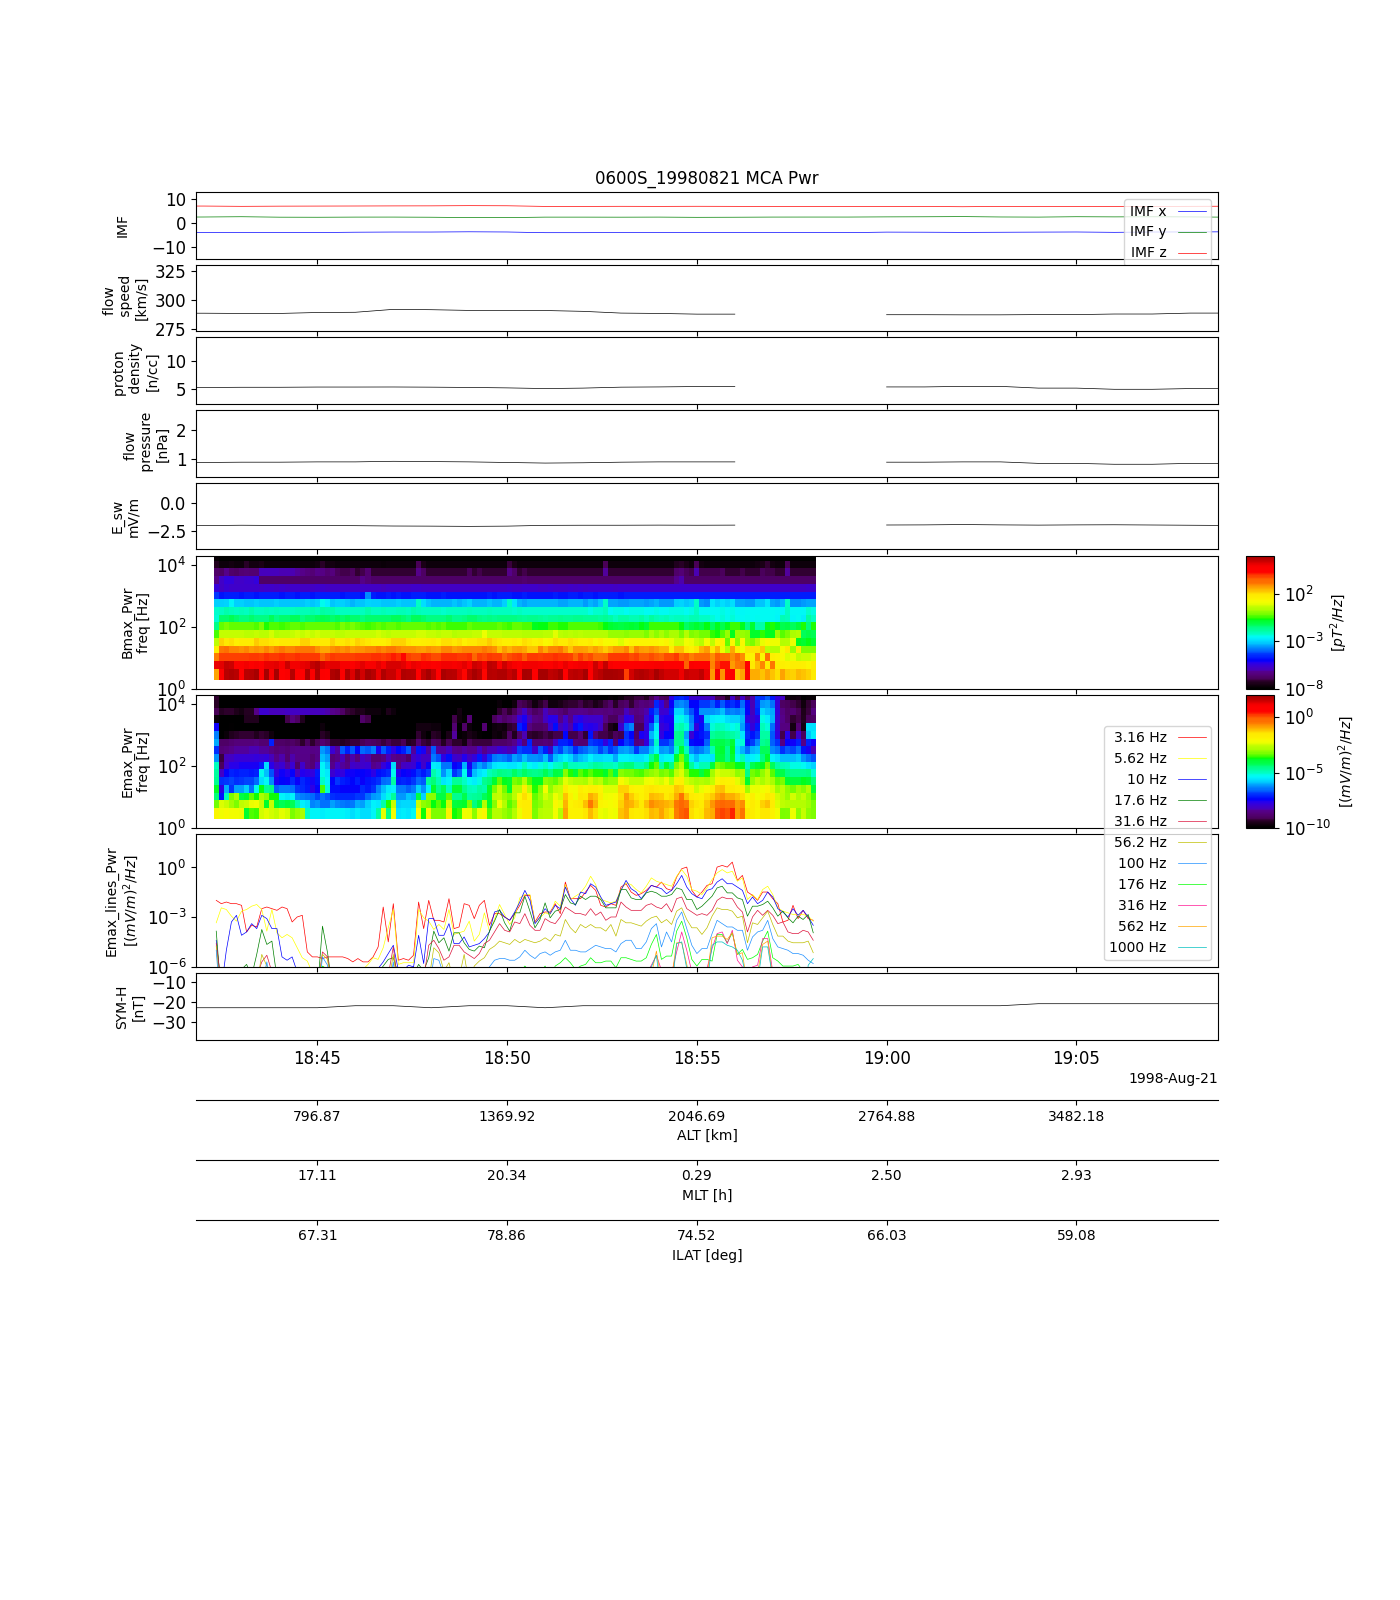 0600S_19980821 MCA Pwr
IMF
10
0
−10
IMF x
IMF y
IMF z
flow
speed
[km/s]
325
300
275
proton
density
[n/cc]
10
5
flow
pressure
[nPa]
2
1
E_sw
mV/m
0.0
−2.5
Bmax_Pwr
freq [Hz]
10^4
10^2
10^0
10^2
10^−3
10^−8
[pT^2/Hz]
Emax_Pwr
freq [Hz]
10^4
10^2
10^0
10^0
10^−5
10^−10
[(mV/m)^2/Hz]
3.16 Hz
5.62 Hz
10 Hz
17.6 Hz
31.6 Hz
56.2 Hz
100 Hz
176 Hz
316 Hz
562 Hz
1000 Hz
Emax_lines_Pwr
[(mV/m)^2/Hz]
10^0
10^−3
10^−6
SYM-H
[nT]
−10
−20
−30
18:45 18:50 18:55 19:00 19:05
1998-Aug-21
796.87 1369.92 2046.69 2764.88 3482.18
ALT [km]
17.11 20.34 0.29 2.50 2.93
MLT [h]
67.31 78.86 74.52 66.03 59.08
ILAT [deg]